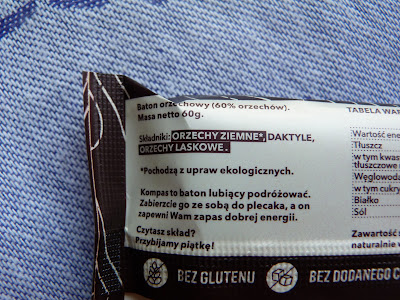 Baton orzechowy (60% orzechów).
Masa netto 60g.
Składniki: ORZECHY ZIEMNE*, DAKTYLE,
ORZECHY LASKOWE.
*Pochodzą z upraw ekologicznych.
Kompas to baton lubiący podróżować.
Zabierzcie go ze sobą do plecaka, a on
zapewni Wam zapas dobrej energii.
Czytasz skład?
Przybijamy piątkę!
TABELA WAR
Wartość ene
Tłuszcz
w tym kwas
tłuszczowe n
Węglowoda
w tym cukry
Białko
Sól
Zawartość s
naturalnie w
BEZ GLUTENU
BEZ DODANEGO C